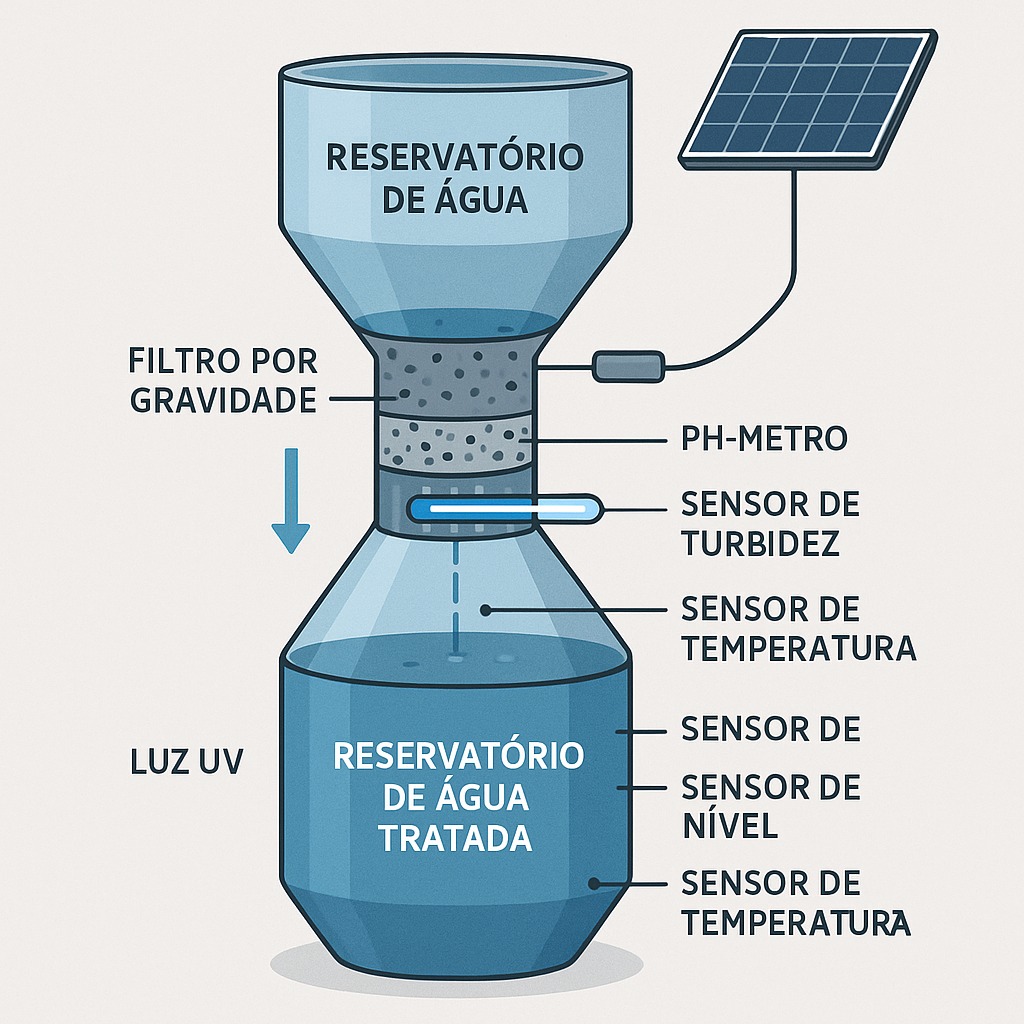 RESERVATÓRIO
DE ÁGUA
FILTRO POR
GRAVIDADE
PH-METRO
SENSOR DE
TURBIDEZ
SENSOR DE
TEMPERATURA
SENSOR DE
LUZ UV
RESERVATÓRIO
DE ÁGUA
TRATADA
SENSOR DE
NÍVEL
SENSOR DE
TEMPERATURA